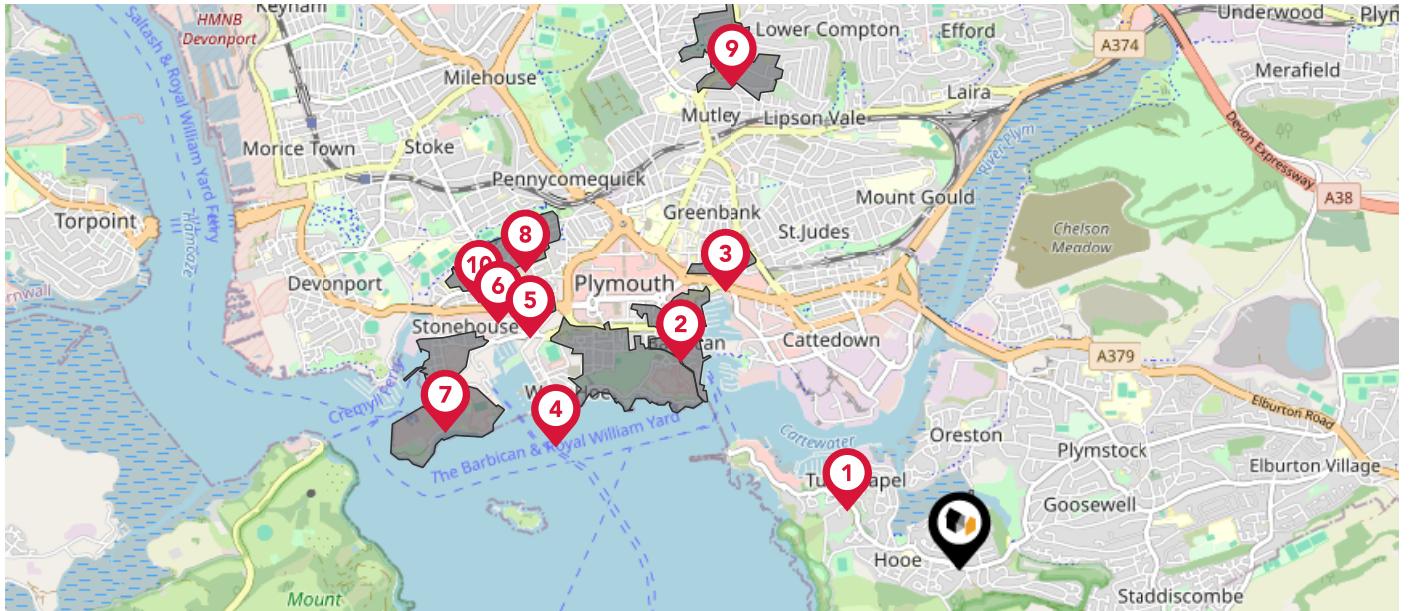 HMNB
Devonport
Keyham
Saltash & Royal William Yard Ferry
Hamoaze
Lower Compton
Efford
Underwood
A374
Merafield
Milehouse
9
Laira
Mutley
Lipson Vale
River Plym
Devon Expressway
Morice Town
Stoke
Pennycomequick
Mount Gould
A38
Torpoint
Greenbank
St.Judes
Chelson
Meadow
8
3
10
6
5
Devonport
Plymouth
Stonehouse
2
Cattedown
A379
Cremyll Ferry
7
4
The Barbican & Royal William Yard
Elburton Road
Cattewater
Oreston
Plymstock
Elburton Village
1
Goosewell
Hooe
Mount
Staddiscombe